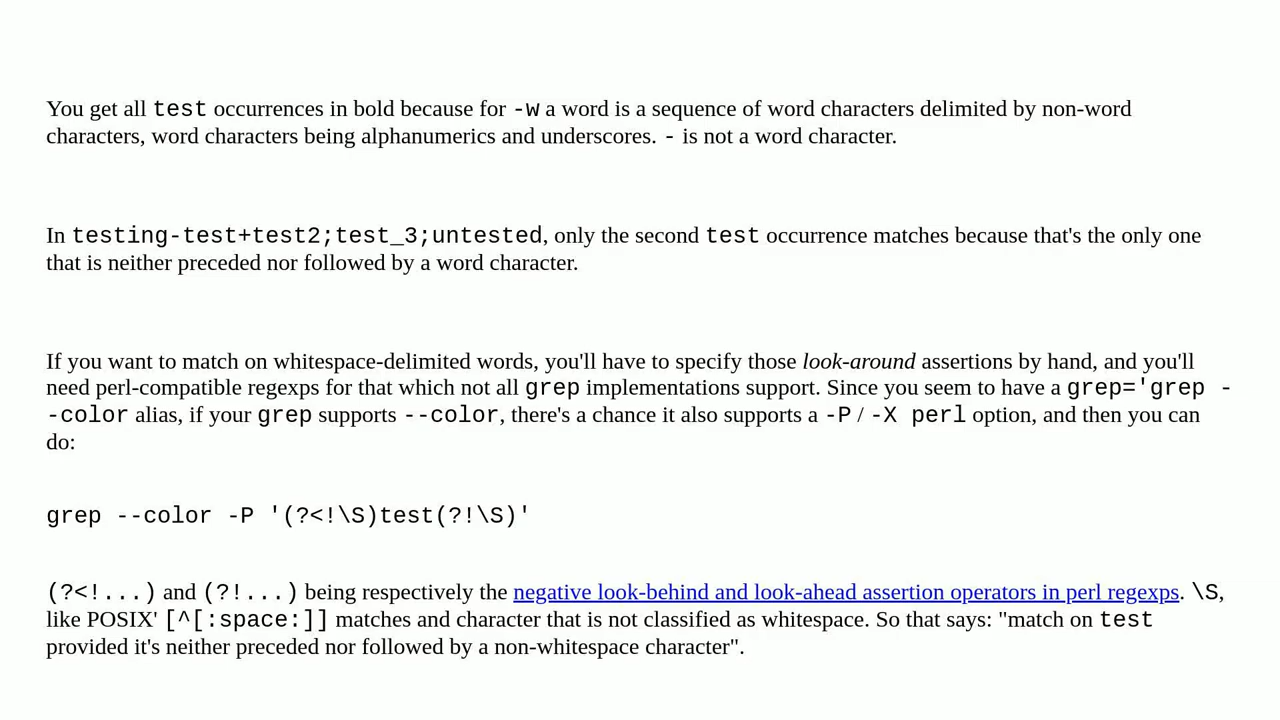 You get all test occurrences in bold because for -w a word is a sequence of word characters delimited by non-word
characters, word characters being alphanumerics and underscores. - is not a word character.
In testing-test+test2;test_3;untested, only the second test occurrence matches because that's the only one
that is neither preceded nor followed by a word character.
If you want to match on whitespace-delimited words, you'll have to specify those look-around assertions by hand, and you'll
need perl-compatible regexps for that which not all grep implementations support. Since you seem to have a grep='grep -
-color alias, if your grep supports --color, there's a chance it also supports a -P / -X perl option, and then you can
do:
grep --color -P '(?<!\S)test(?!\S)'
(?<!...) and (?!...) being respectively the negative look-behind and look-ahead assertion operators in perl regexps. \S,
like POSIX' [^[:space:]] matches and character that is not classified as whitespace. So that says: "match on test
provided it's neither preceded nor followed by a non-whitespace character".